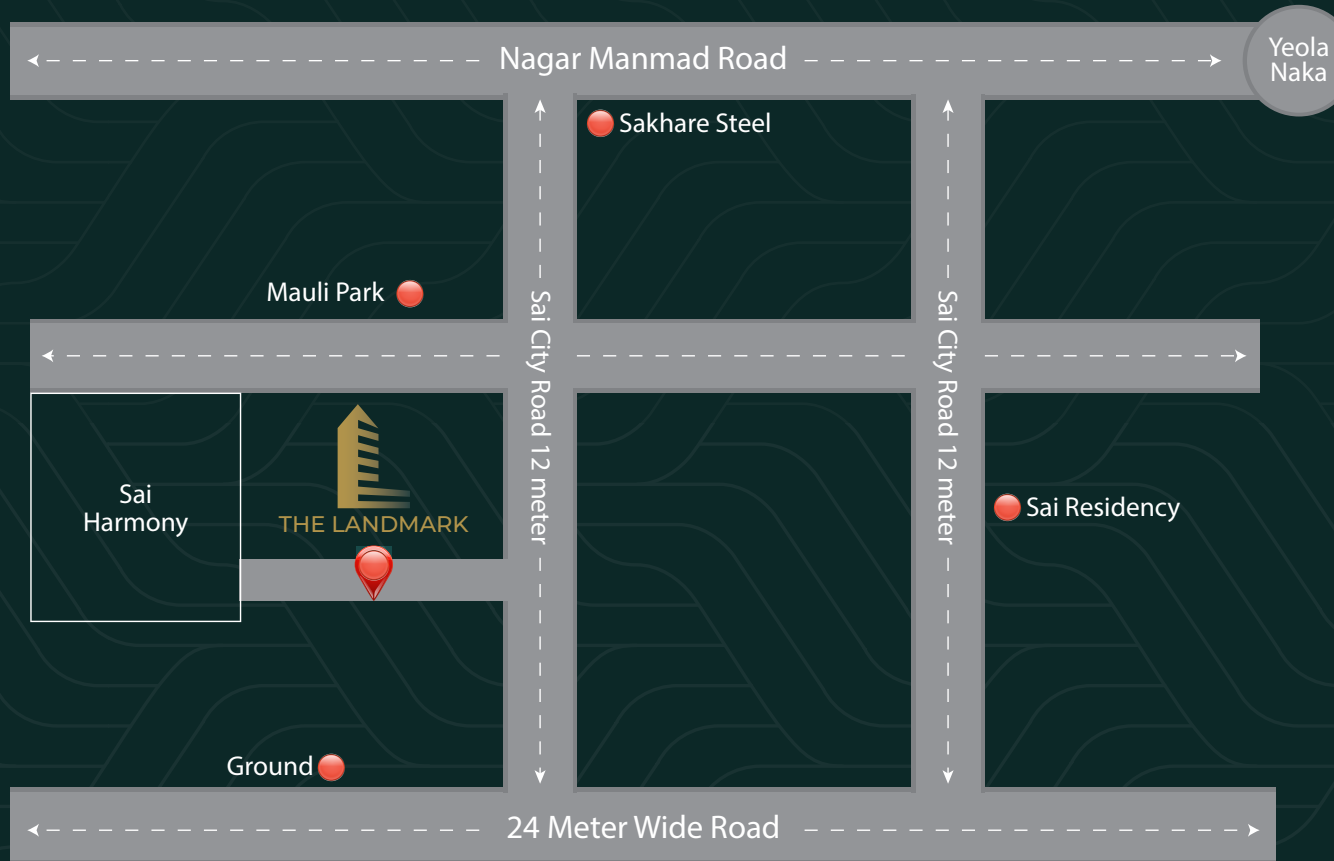 Nagar Manmad Road
Yeola
Naka
Sakhare Steel
Mauli Park
Sai City Road 12 meter
Sai City Road 12 meter
Sai
Harmony
THE LANDMARK
Sai Residency
Ground
24 Meter Wide Road